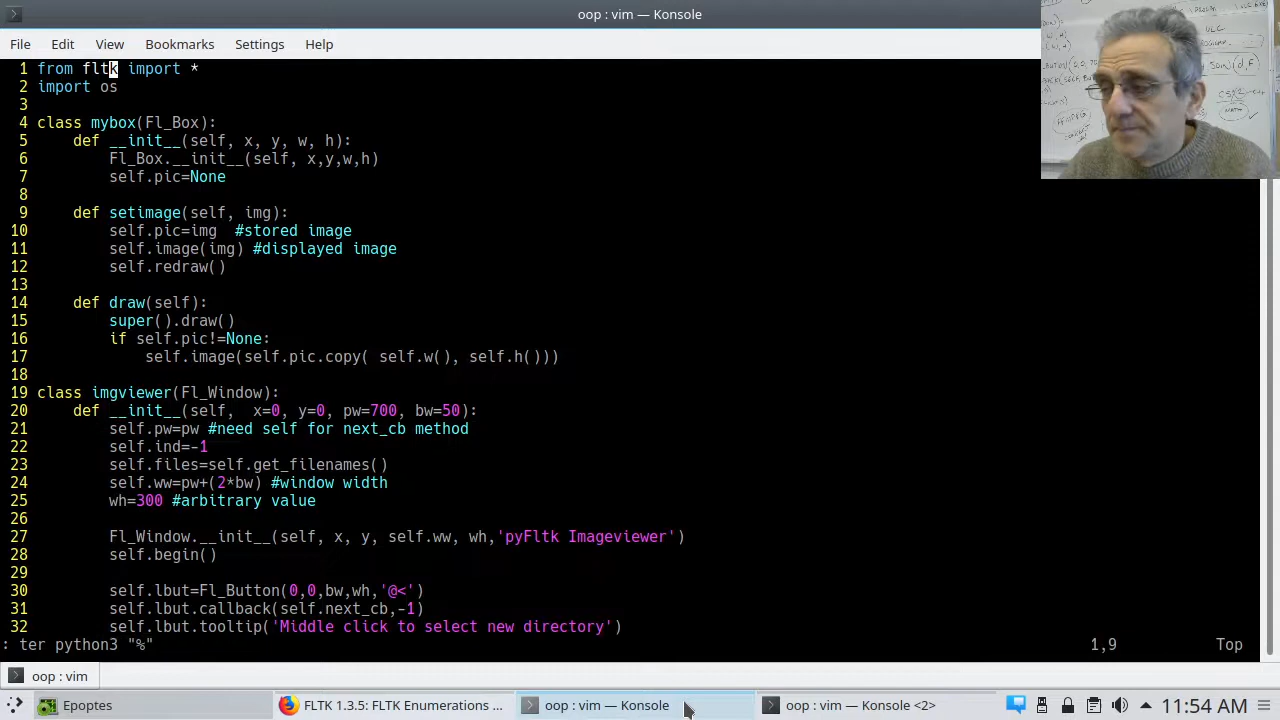 oop : vim — Konsole
File Edit View Bookmarks Settings Help
1 from fltk import *
2 import os
3
4 class mybox(Fl_Box):
5     def __init__(self, x, y, w, h):
6         Fl_Box.__init__(self, x,y,w,h)
7         self.pic=None
8
9     def setimage(self, img):
10         self.pic=img  #stored image
11         self.image(img) #displayed image
12         self.redraw()
13
14     def draw(self):
15         super().draw()
16         if self.pic!=None:
17             self.image(self.pic.copy( self.w(), self.h()))
18
19 class imgviewer(Fl_Window):
20     def __init__(self,  x=0, y=0, pw=700, bw=50):
21         self.pw=pw #need self for next_cb method
22         self.ind=-1
23         self.files=self.get_filenames()
24         self.ww=pw+(2*bw) #window width
25         wh=300 #arbitrary value
26
27         Fl_Window.__init__(self, x, y, self.ww, wh,'pyFltk Imageviewer')
28         self.begin()
29
30         self.lbut=Fl_Button(0,0,bw,wh,'@<')
31         self.lbut.callback(self.next_cb,-1)
32         self.lbut.tooltip('Middle click to select new directory')
: ter python3 "%" 1,9 Top
oop : vim
Epoptes FLTK 1.3.5: FLTK Enumerations ... oop : vim — Konsole oop : vim — Konsole <2> 11:54 AM